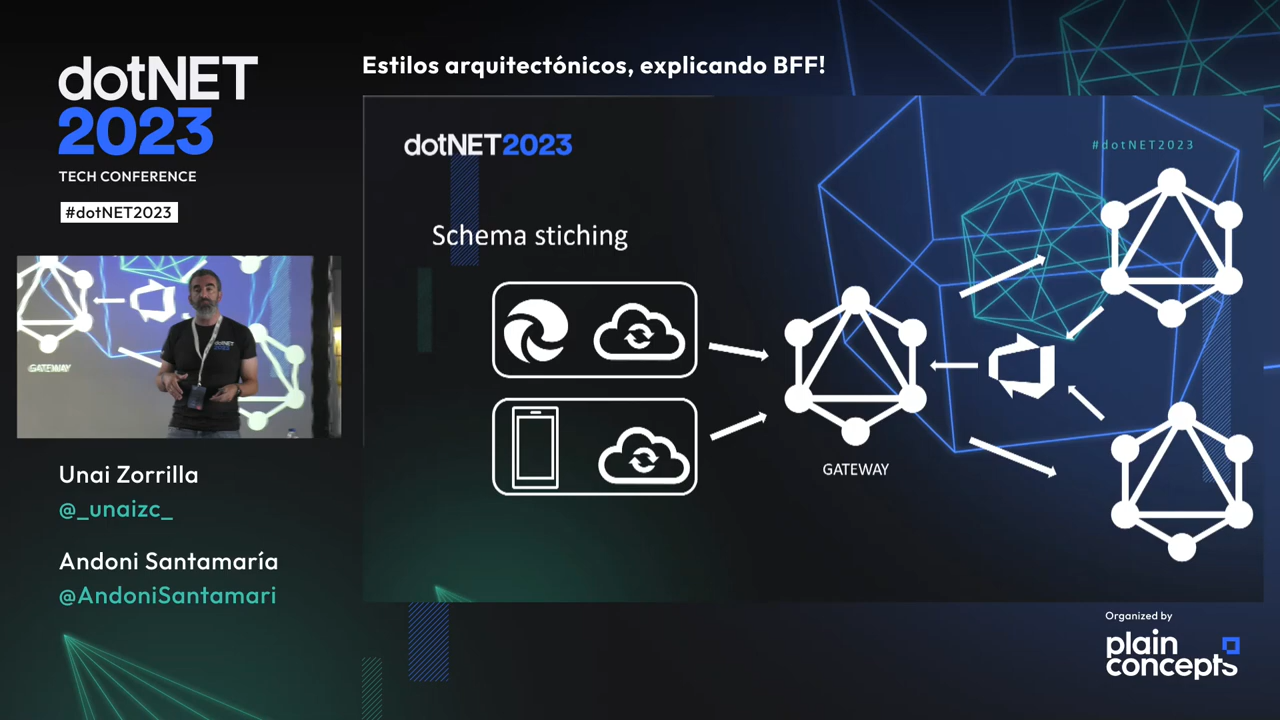 dotNET
2023
TECH CONFERENCE
#dotNET2023
Estilos arquitectónicos, explicando BFF!
dotNET2023
#dotNET2023
Schema stiching
GATEWAY
GATEWAY
Unai Zorrilla
@_unaizc_
Andoni Santamaría
@AndoniSantamari
Organized by
plain
concepts